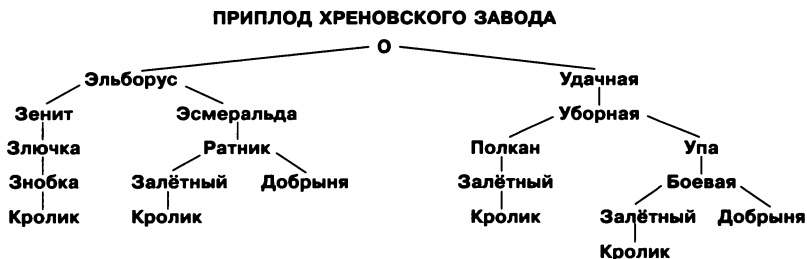 ПРИПЛОД ХРЕНОВСКОГО ЗАВОДА
О
Эльборус Удачная
Зенит Эсмеральда Уборная
Злючка Ратник Полкан Упа
Знобка Залётный Добрыня Залётный Боевая
Кролик Кролик Кролик Залётный Добрыня
Кролик